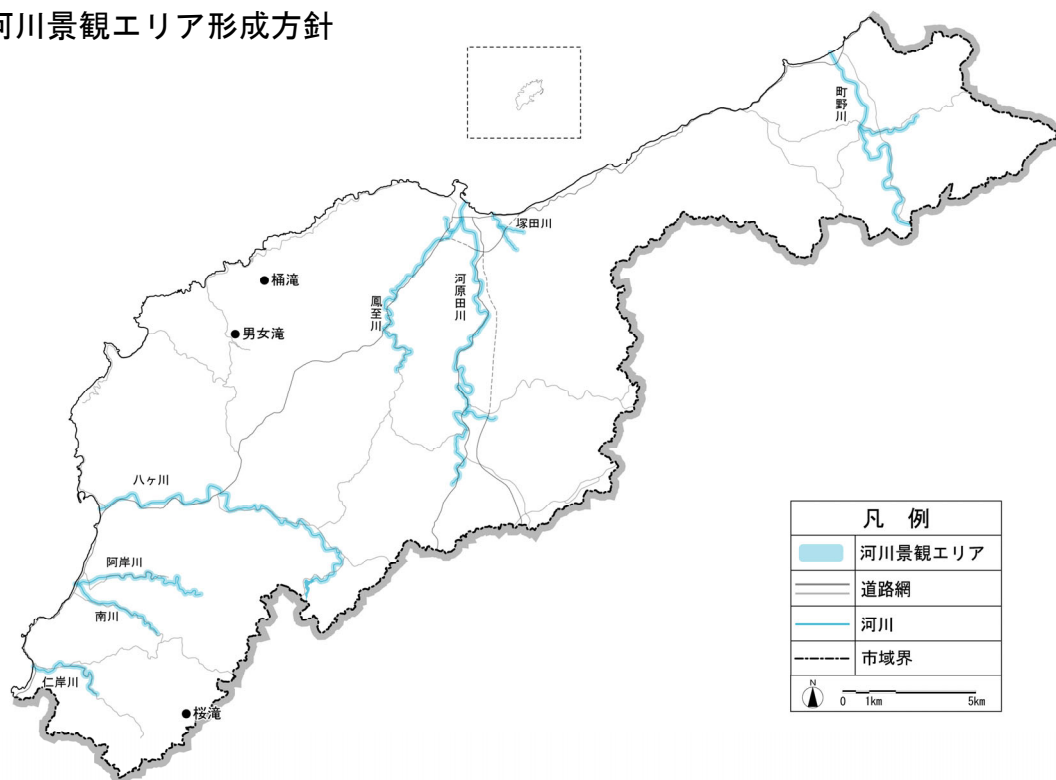 河川景観エリア形成方針
町野川
塚田川
河原田川
鳳至川
桶滝
男女滝
八ヶ川
阿岸川
南川
仁岸川
桜滝
凡 例
河川景観エリア
道路網
河川
市域界
N
0 1km 5km